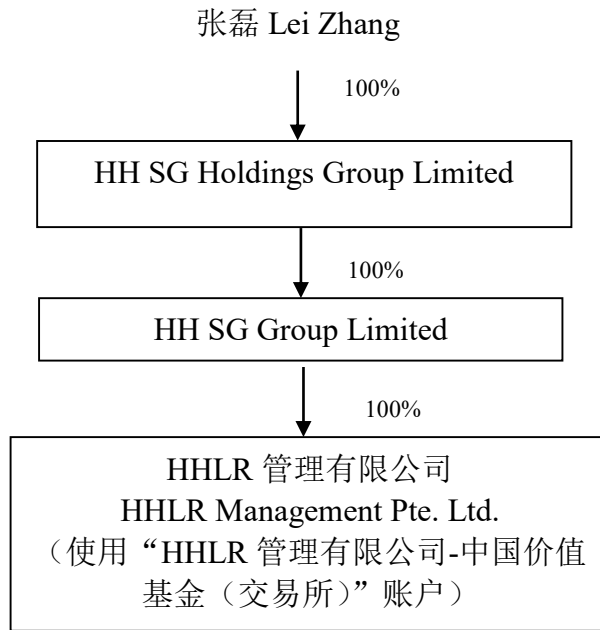 张磊 Lei Zhang
100%
HH SG Holdings Group Limited
100%
HH SG Group Limited
100%
HHLR 管理有限公司
HHLR Management Pte. Ltd.
（使用“HHLR 管理有限公司-中国价值
基金（交易所）”账户）